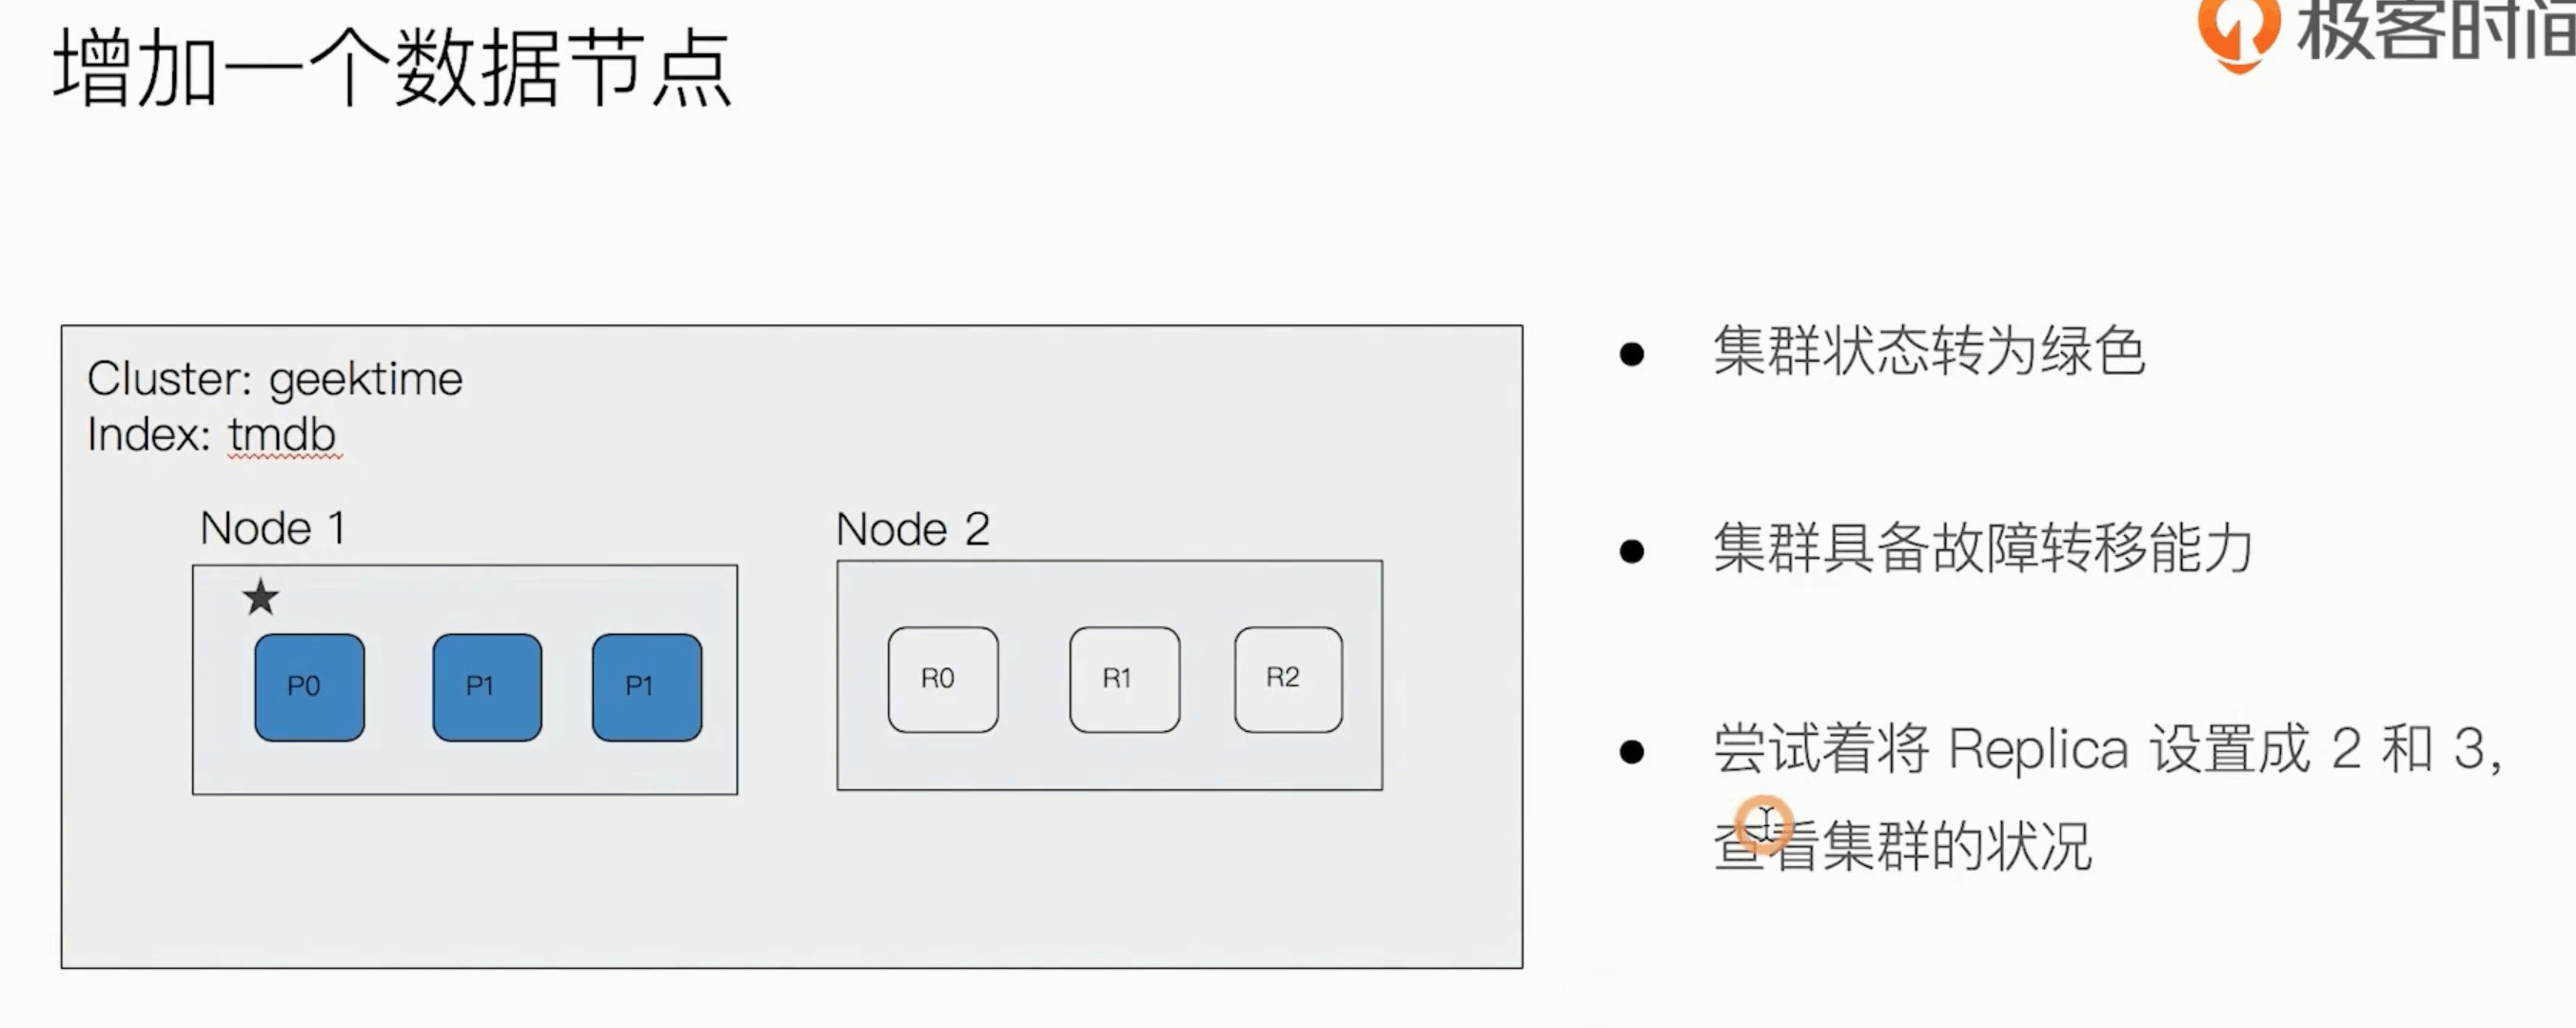 增加一个数据节点
极客时间
Cluster: geektime
Index: tmdb
Node 1
Node 2
P0
P1
P1
R0
R1
R2
集群状态转为绿色
集群具备故障转移能力
尝试着将 Replica 设置成 2 和 3，
查看集群的状况